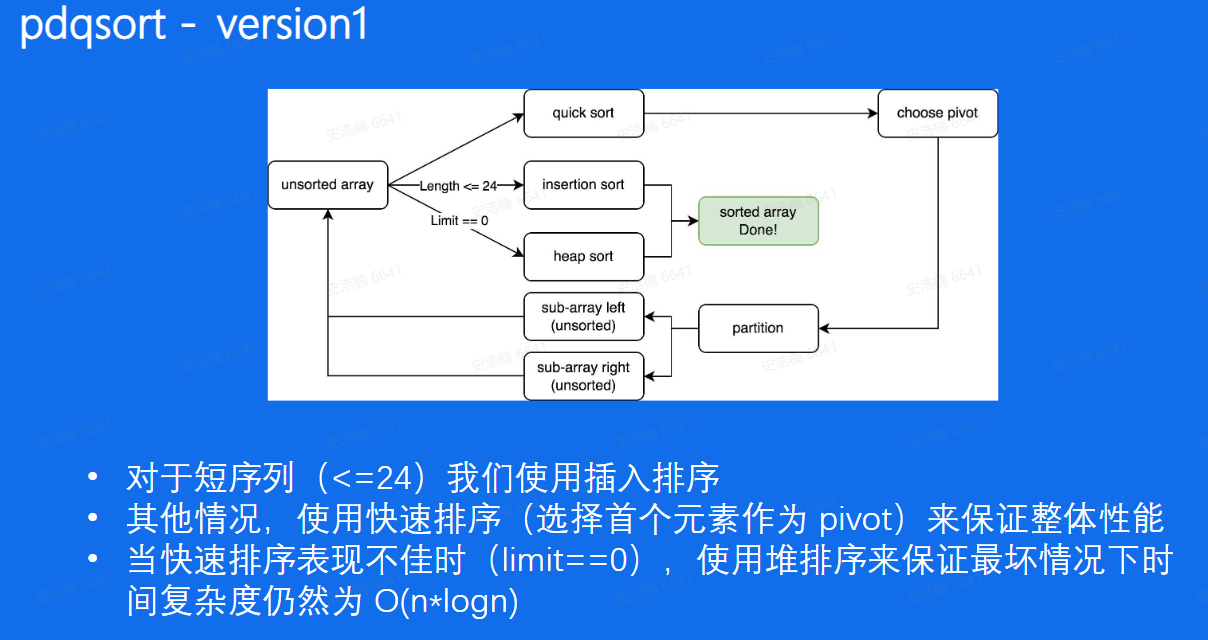 pdqsort - version1
quick sort
choose pivot
unsorted array
Length <= 24
insertion sort
Limit == 0
sorted array
Done!
heap sort
sub-array left
(unsorted)
partition
sub-array right
(unsorted)
• 对于短序列（<=24）我们使用插入排序
• 其他情况，使用快速排序（选择首个元素作为 pivot）来保证整体性能
• 当快速排序表现不佳时（limit==0），使用堆排序来保证最坏情况下时
间复杂度仍然为 O(n*logn)
史浩楠 6641